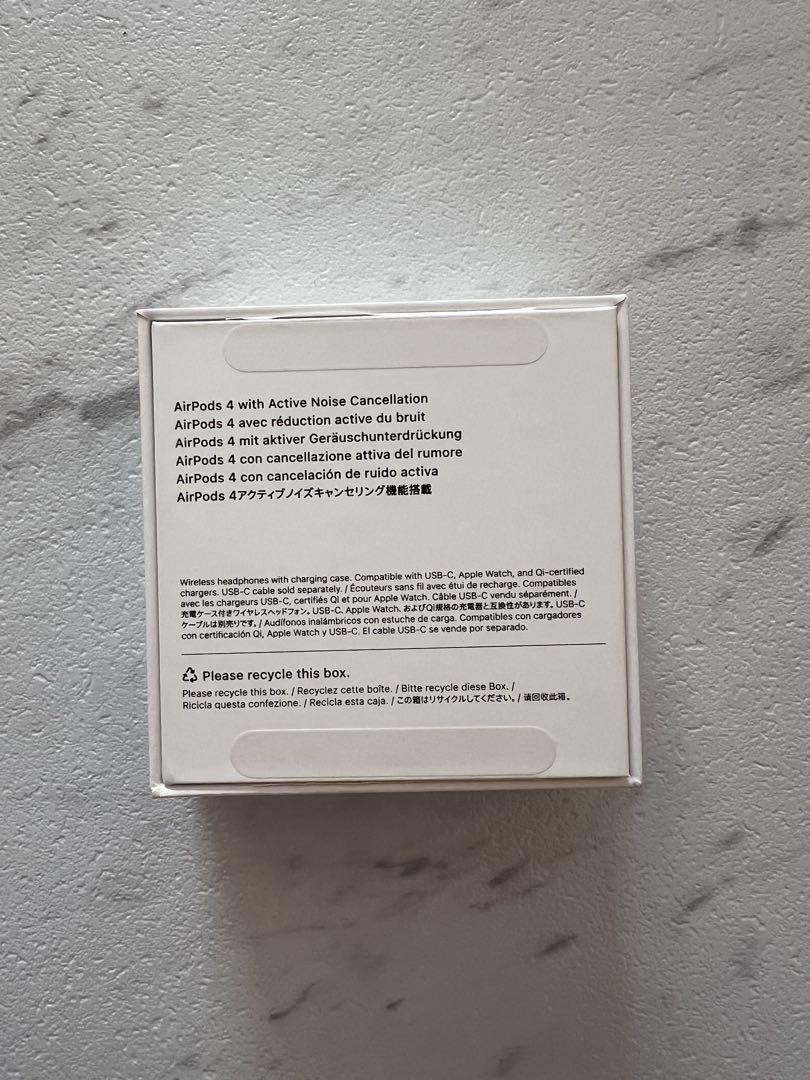 AirPods 4 with Active Noise Cancellation
AirPods 4 avec réduction active du bruit
AirPods 4 mit aktiver Geräuschunterdrückung
AirPods 4 con cancellazione attiva del rumore
AirPods 4 con cancelación de ruido activa
AirPods 4アクティブノイズキャンセリング機能搭載
Wireless headphones with charging case. Compatible with USB-C, Apple Watch, and Qi-certified
chargers. USB-C cable sold separately. / Écouteurs sans fil avec étui de recharge. Compatibles
avec les chargeurs USB-C, certifiés Qi et pour Apple Watch. Câble USB-C vendu séparément. /
充電ケース付きワイヤレスヘッドフォン。USB-C、Apple Watch、およびQi規格の充電器と互換性があります。USB-C
ケーブルは別売りです。/ Audífonos inalámbricos con estuche de carga. Compatibles con cargadores
con certificación Qi, Apple Watch y USB-C. El cable USB-C se vende por separado.
Please recycle this box.
Please recycle this box. / Recyclez cette boîte. / Bitte recycle diese Box. /
Ricicla questa confezione. / Recicla esta caja. / この箱はリサイクルしてください。/ 请回收此箱。